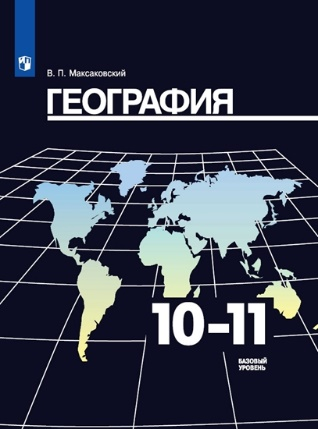 В. П. Максаковский
ГЕОГРАФИЯ
10–11
БАЗОВЫЙ
УРОВЕНЬ